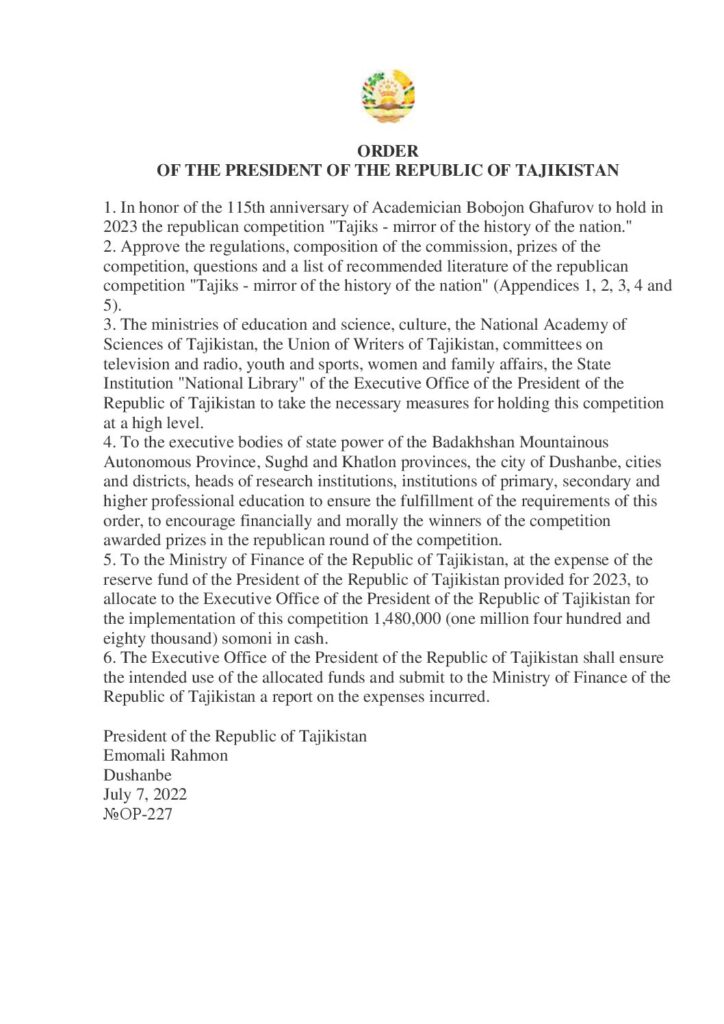 ORDER
OF THE PRESIDENT OF THE REPUBLIC OF TAJIKISTAN
1. In honor of the 115th anniversary of Academician Bobojon Ghafurov to hold in
2023 the republican competition "Tajiks - mirror of the history of the nation."
2. Approve the regulations, composition of the commission, prizes of the
competition, questions and a list of recommended literature of the republican
competition "Tajiks - mirror of the history of the nation" (Appendices 1, 2, 3, 4 and
5).
3. The ministries of education and science, culture, the National Academy of
Sciences of Tajikistan, the Union of Writers of Tajikistan, committees on
television and radio, youth and sports, women and family affairs, the State
Institution "National Library" of the Executive Office of the President of the
Republic of Tajikistan to take the necessary measures for holding this competition
at a high level.
4. To the executive bodies of state power of the Badakhshan Mountainous
Autonomous Province, Sughd and Khatlon provinces, the city of Dushanbe, cities
and districts, heads of research institutions, institutions of primary, secondary and
higher professional education to ensure the fulfillment of the requirements of this
order, to encourage financially and morally the winners of the competition
awarded prizes in the republican round of the competition.
5. To the Ministry of Finance of the Republic of Tajikistan, at the expense of the
reserve fund of the President of the Republic of Tajikistan provided for 2023, to
allocate to the Executive Office of the President of the Republic of Tajikistan for
the implementation of this competition 1,480,000 (one million four hundred and
eighty thousand) somoni in cash.
6. The Executive Office of the President of the Republic of Tajikistan shall ensure
the intended use of the allocated funds and submit to the Ministry of Finance of the
Republic of Tajikistan a report on the expenses incurred.
President of the Republic of Tajikistan
Emomali Rahmon
Dushanbe
July 7, 2022
№OP-227